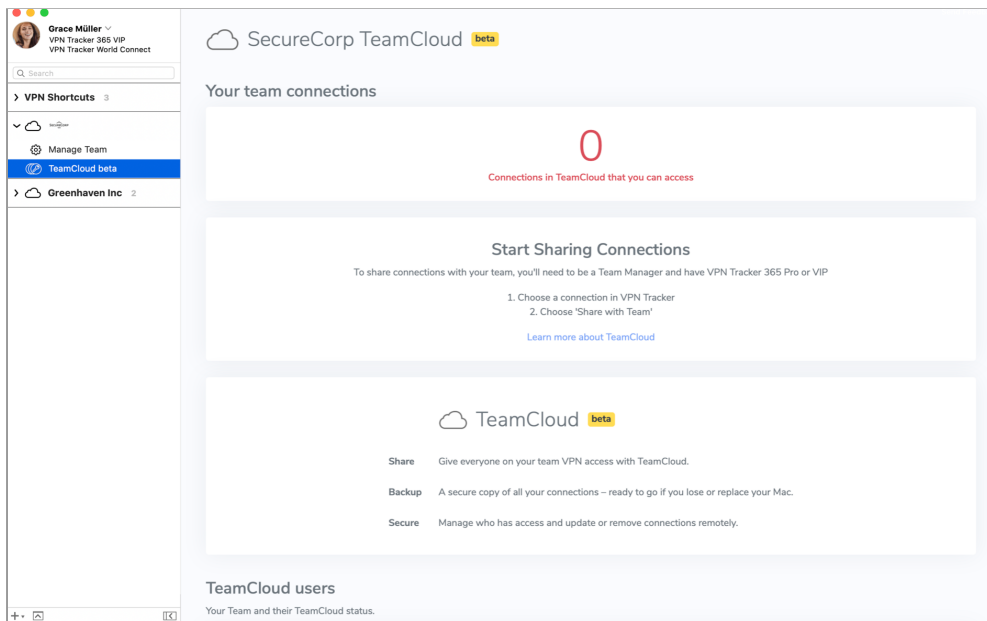 Grace Müller
VPN Tracker 365 VIP
VPN Tracker World Connect
Search
VPN Shortcuts 3
Manage Team
TeamCloud beta
Greenhaven Inc 2
SecureCorp TeamCloud beta
Your team connections
0
Connections in TeamCloud that you can access
Start Sharing Connections
To share connections with your team, you'll need to be a Team Manager and have VPN Tracker 365 Pro or VIP
1. Choose a connection in VPN Tracker
2. Choose 'Share with Team'
Learn more about TeamCloud
TeamCloud beta
Share Give everyone on your team VPN access with TeamCloud.
Backup A secure copy of all your connections – ready to go if you lose or replace your Mac.
Secure Manage who has access and update or remove connections remotely.
TeamCloud users
Your Team and their TeamCloud status.